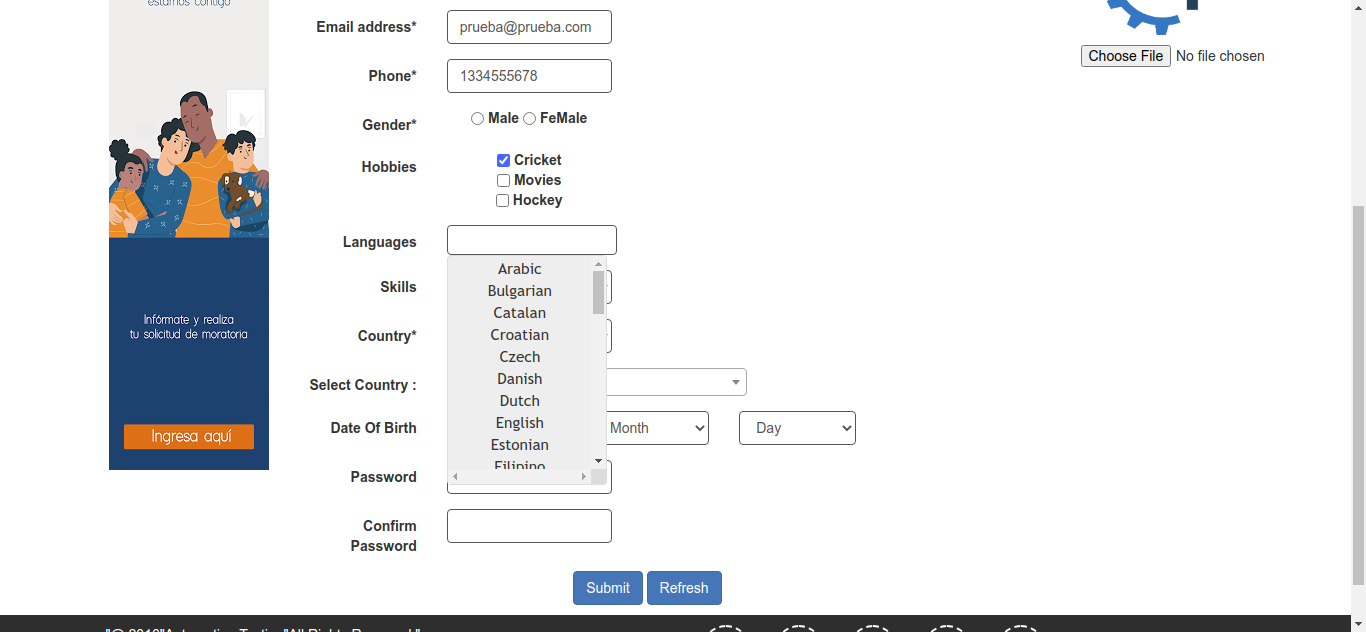 estamos contigo
Email address*
prueba@prueba.com
Choose File No file chosen
Phone*
1334555678
Gender*
Male FeMale
Hobbies
Cricket
Movies
Hockey
Languages
Arabic
Bulgarian
Catalan
Croatian
Czech
Danish
Dutch
English
Estonian
Filipino
Skills
Country*
Select Country :
Date Of Birth
Month
Day
Password
Confirm
Password
Submit
Refresh
Infórmate y realiza
tu solicitud de moratoria
Ingresa aquí